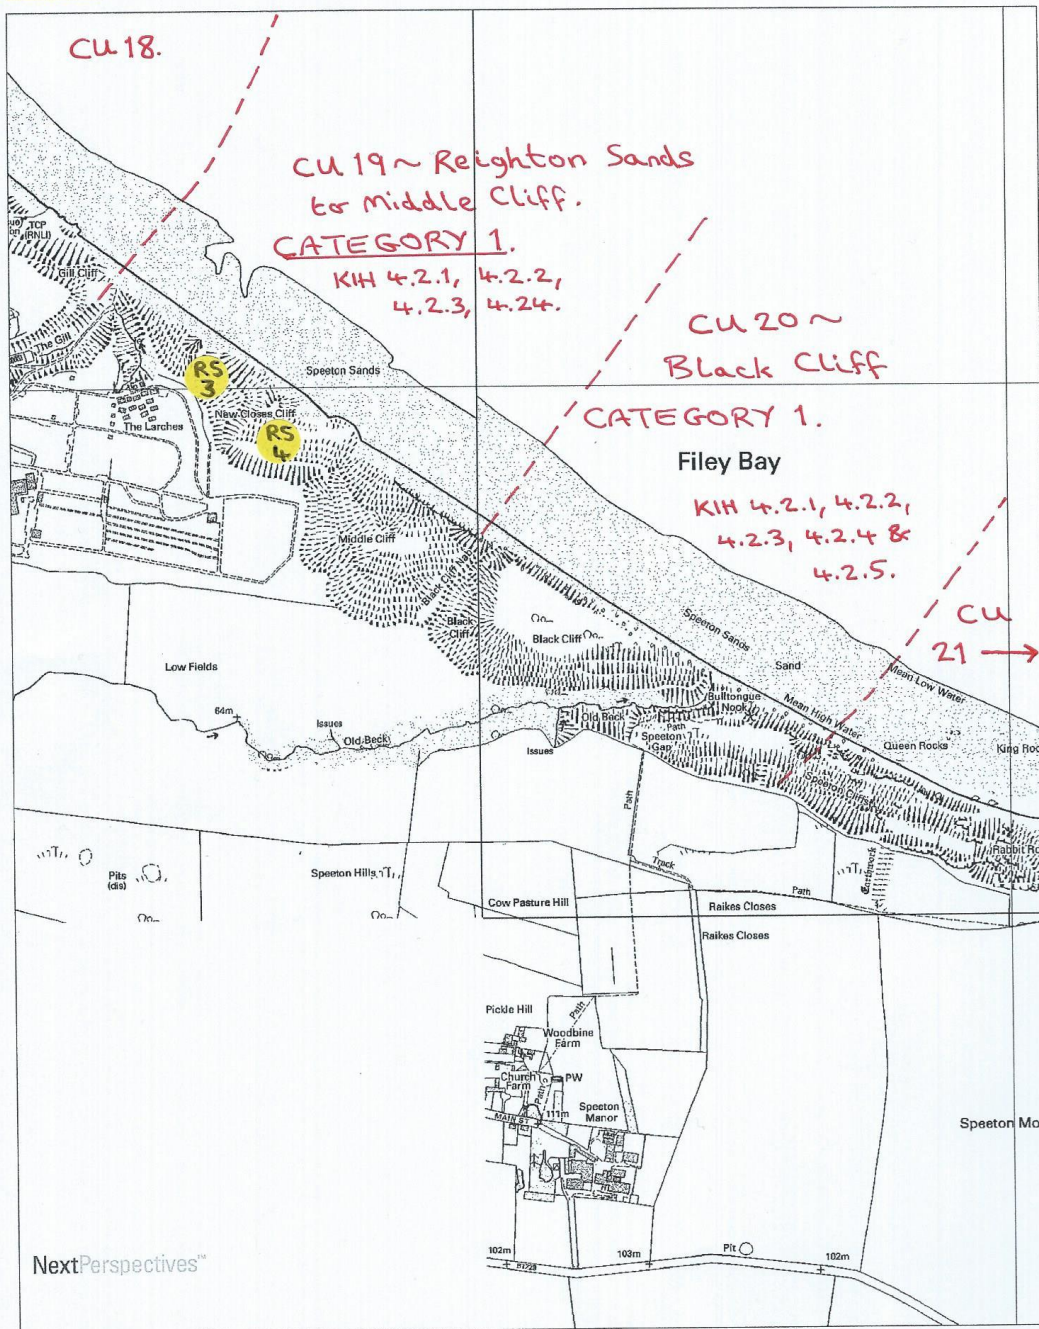 CU 18.
CU 19 ~ Reighton Sands
to Middle Cliff.
CATEGORY 1.
KIH 4.2.1, 4.2.2,
4.2.3, 4.24.
CU 20 ~
Black Cliff
CATEGORY 1.
Filey Bay
KIH 4.2.1, 4.2.2,
4.2.3, 4.2.4 &
4.2.5.
CU
21
TCP
(RNLI)
Gill Cliff
The Gill
RS
3
Speeton Sands
New Closes Cliff
The Larches
RS
4
Middle Cliff
Black Cliff
Black
Cliff
Black Cliff
Speeton Sands
Sand
Mean Low Water
Mean High Water
Low Fields
Bulltongue
Nook
64m
Issues
Old Beck
Old Beck
Path
Speeton
Gap
Issues
Queen Rocks
King Roc
Speeton Cliffs
Path
Rabbit Ro
Track
Earthwork
Pits
(dis)
Speeton Hills
Path
Cow Pasture Hill
Raikes Closes
Raikes Closes
Pickle Hill
Path
Woodbine
Farm
Church
Farm
Path
PW
MAIN ST
111m
Speeton
Manor
Speeton Mo
NextPerspectives™
102m
B1229
103m
Pit
102m